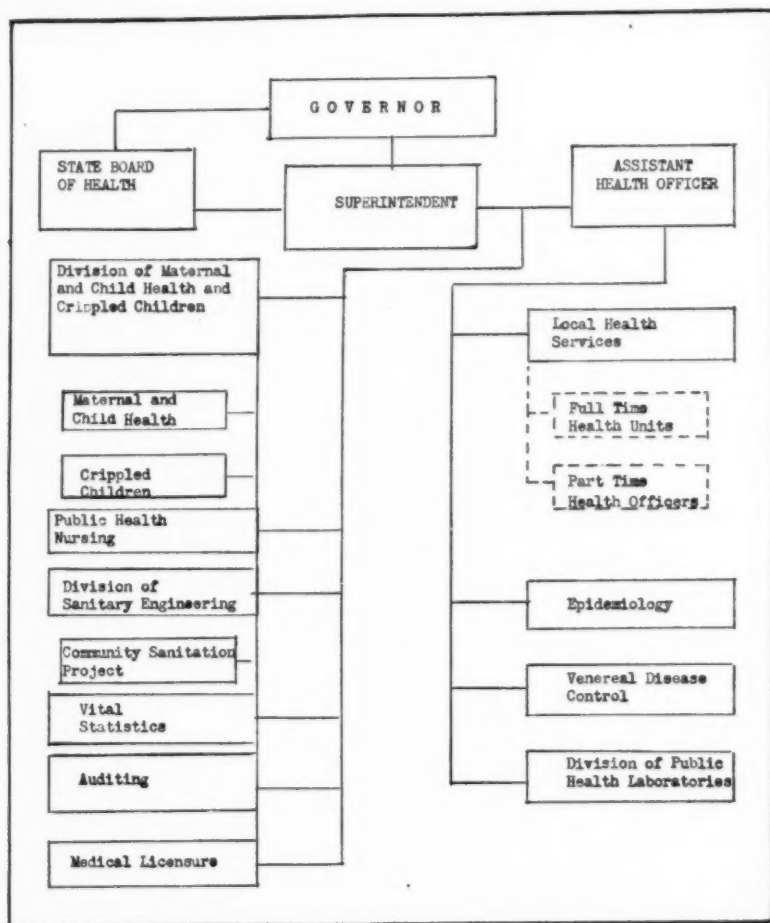 GOVERNOR
STATE BOARD
OF HEALTH
SUPERINTENDENT
ASSISTANT
HEALTH OFFICER
Division of Maternal
and Child Health and
Crippled Children
Maternal and
Child Health
Crippled
Children
Public Health
Nursing
Division of
Sanitary Engineering
Community Sanitation
Project
Vital
Statistics
Auditing
Medical Licensure
Local Health
Services
Full Time
Health Units
Part Time
Health Officers
Epidemiology
Venereal Disease
Control
Division of Public
Health Laboratories